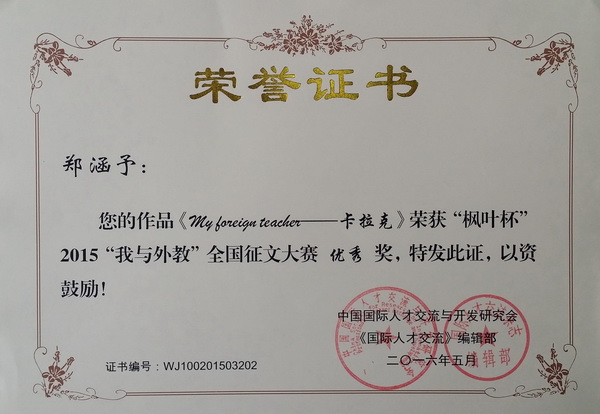 荣誉证书
郑涵予：
您的作品《My foreign teacher——卡拉克》荣获“枫叶杯”
2015“我与外教”全国征文大赛 优秀 奖，特发此证，以资
鼓励！
中国国际人才交流与开发研究会
《国际人才交流》编辑部
二〇一六年五月
证书编号：WJ100201503202